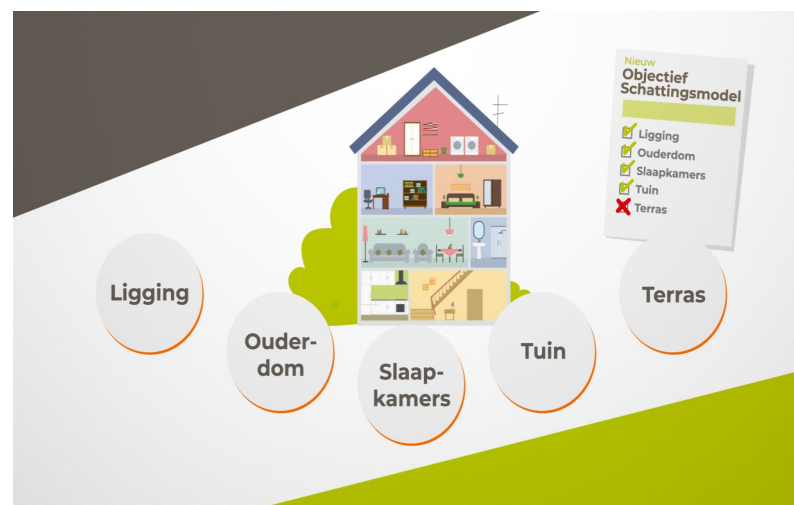 Nieuw
Objectief
Schattingsmodel
Ligging
Ouderdom
Slaapkamers
Tuin
Terras
Ligging
Ouder-
dom
Slaap-
kamers
Tuin
Terras